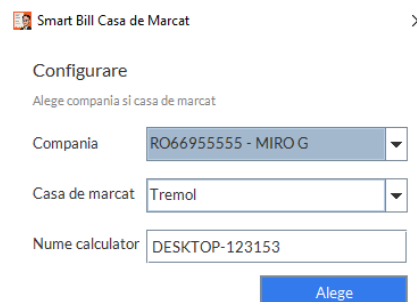 Smart Bill Casa de Marcat
Configurare
Alege compania si casa de marcat
Compania RO66955555 - MIRO G
Casa de marcat Tremol
Nume calculator DESKTOP-123153
Alege